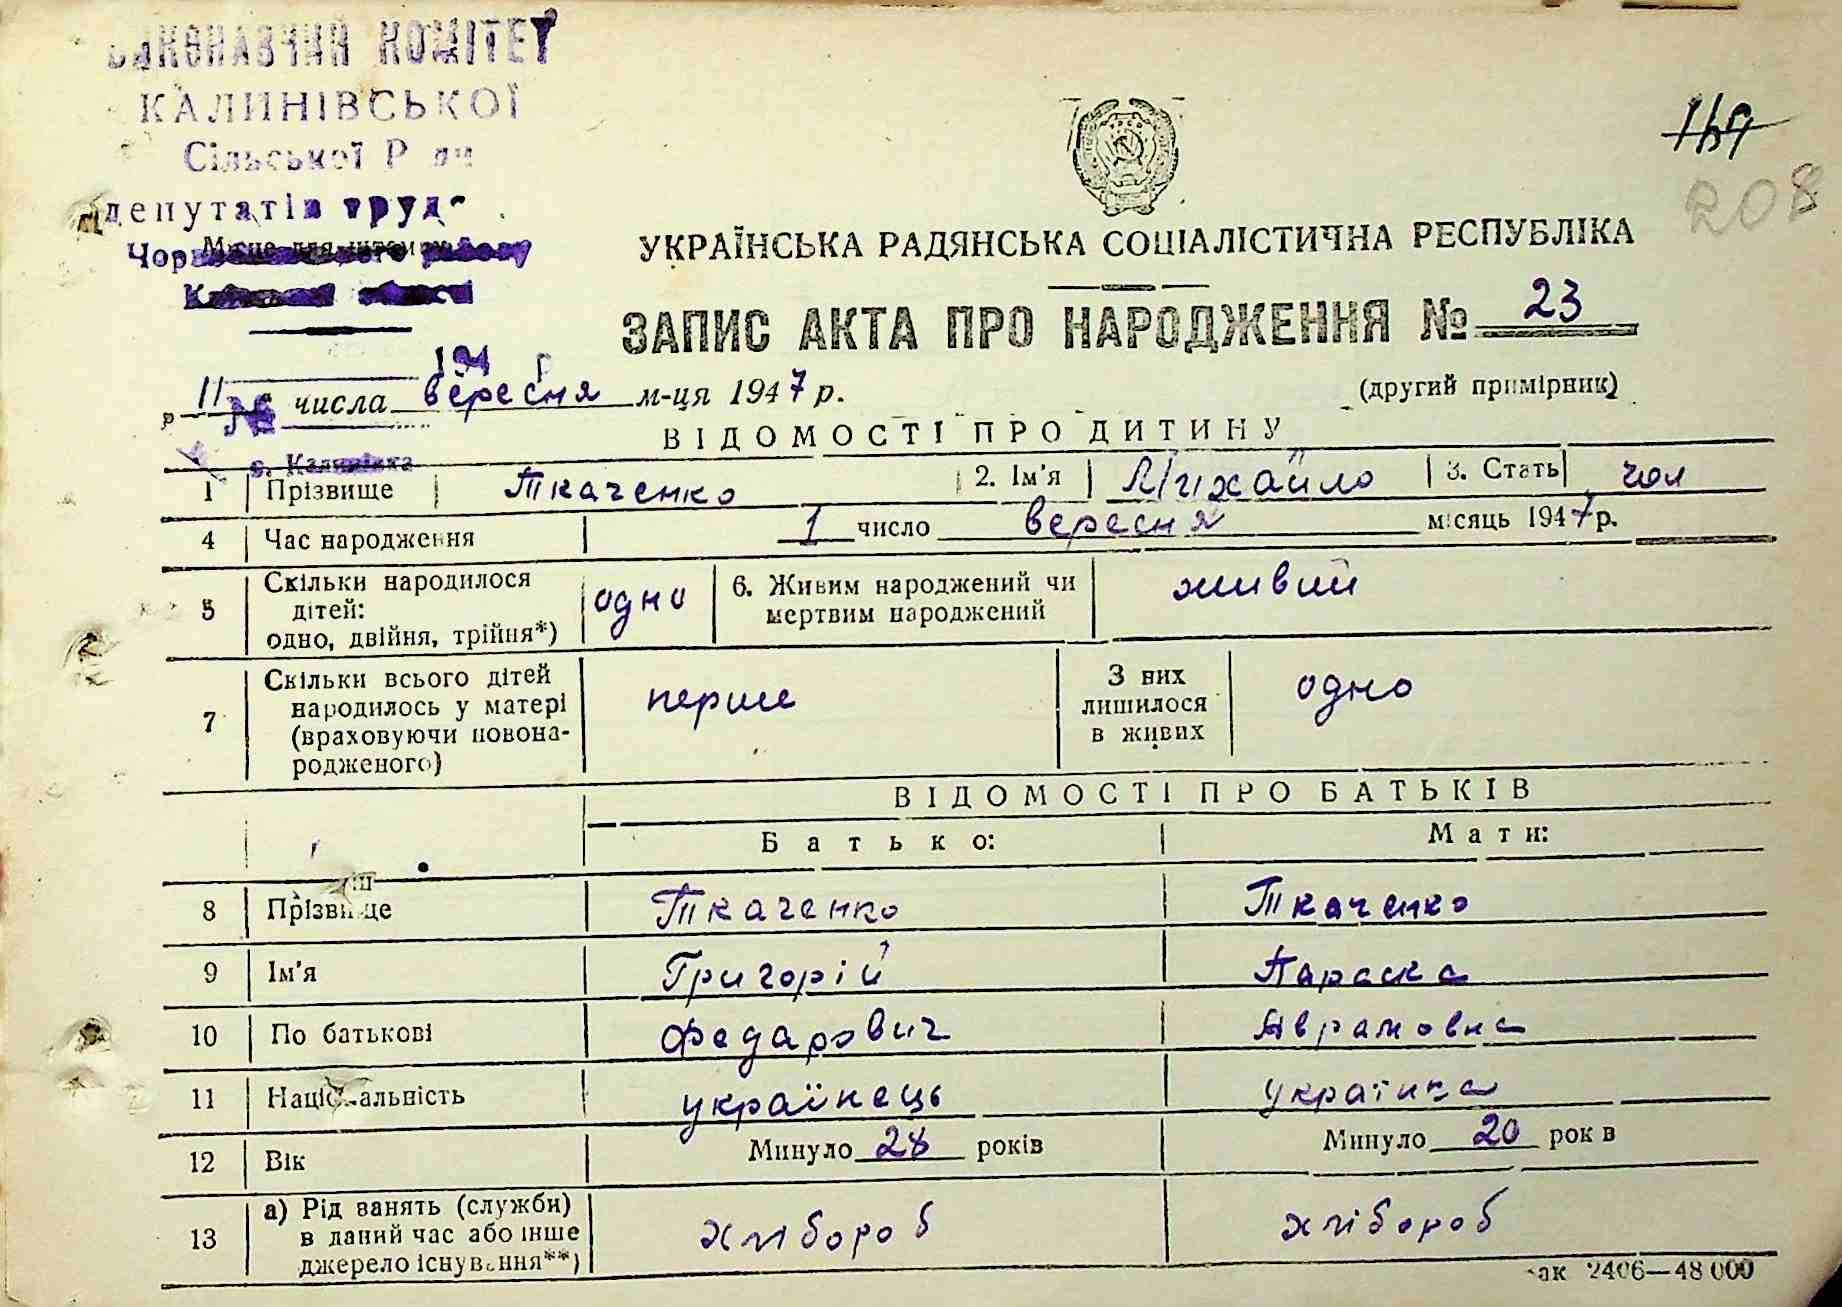 ВИКОНАВЧИЙ КОМІТЕТ
КАЛИНІВСЬКОЇ
Сільської Ради
депутатів труд.
208
УКРАЇНСЬКА РАДЯНСЬКА СОЦІАЛІСТИЧНА РЕСПУБЛІКА
ЗАПИС АКТА ПРО НАРОДЖЕННЯ № 23
194 р
11 числа вересня м-ця 1947 р.
(другий примірник)
№
ВІДОМОСТІ ПРО ДИТИНУ
с. Калинівка
1 Прізвище Ткаченко 2. Ім'я Михайло 3. Стать чол
4 Час народження 1 число вересня місяць 1947 р.
5 Скільки народилося дітей: одно, двійня, трійня*) одно 6. Живим народжений чи мертвим народжений живий
7 Скільки всього дітей народилось у матері (враховуючи новонародженого) перше З них лишилося в живих одно
ВІДОМОСТІ ПРО БАТЬКІВ
Батько: Мати:
8 Прізвище Ткаченко Ткаченко
9 Ім'я Григорій Параска
10 По батькові Федарович Аврамовна
11 Національність українець українка
12 Вік Минуло 28 років Минуло 20 років
13 а) Рід занять (служби) в даний час або інше джерело існування**) хлібороб хлібороб
Зак 2406—48 000